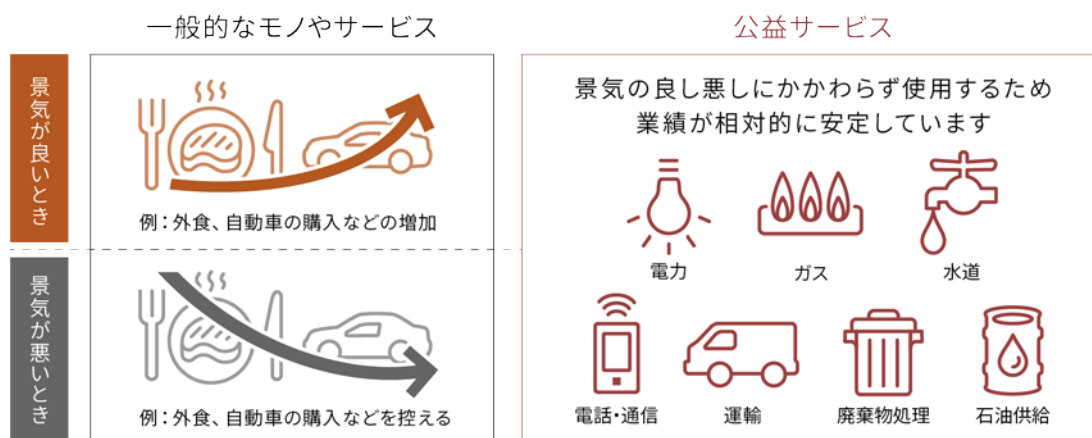 一般的なモノやサービス
景気が良いとき
例：外食、自動車の購入などの増加
景気が悪いとき
例：外食、自動車の購入などを控える
公益サービス
景気の良し悪しにかかわらず使用するため
業績が相対的に安定しています
電力
ガス
水道
電話・通信
運輸
廃棄物処理
石油供給